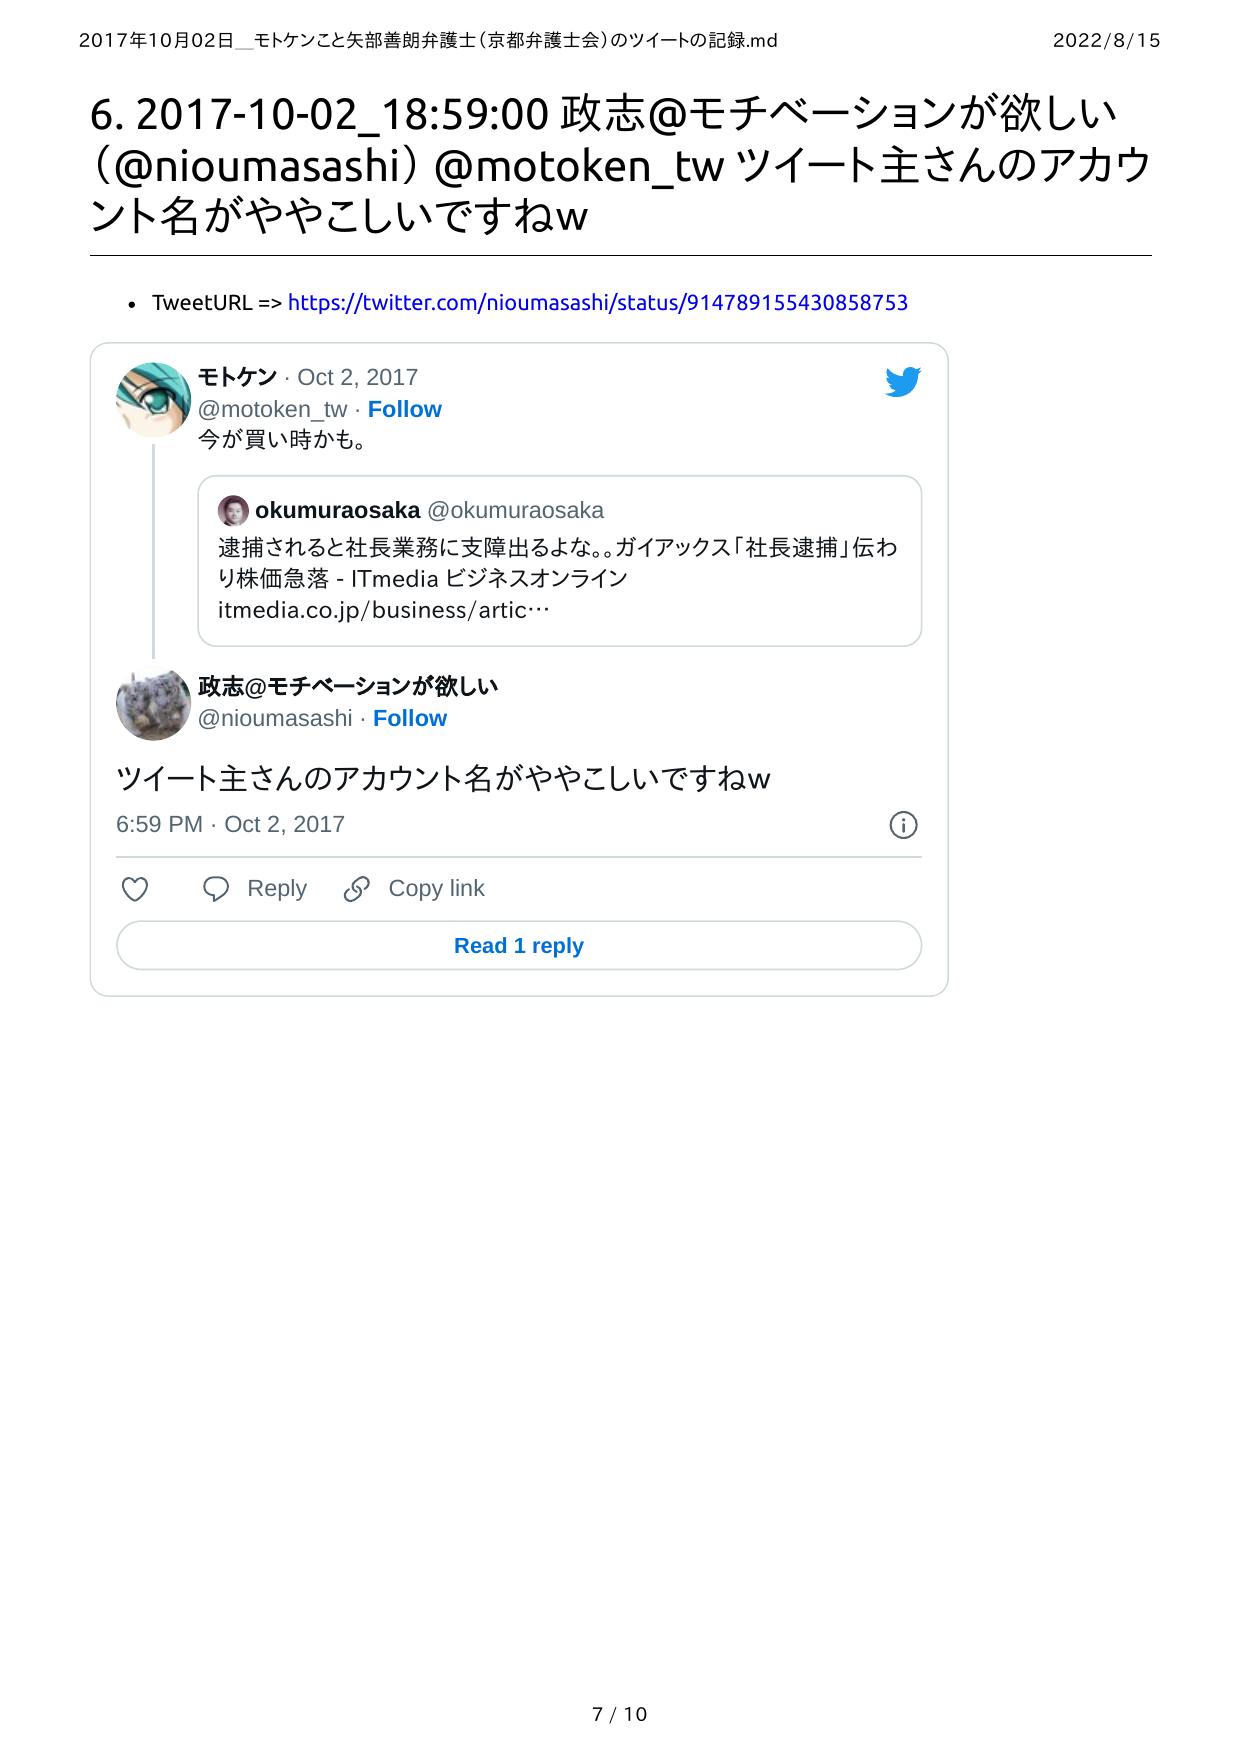 2017年10月02日__モトケンこと矢部善朗弁護士（京都弁護士会）のツイートの記録.md 2022/8/15
6. 2017-10-02_18:59:00 政志@モチベーションが欲しい
（@nioumasashi） @motoken_tw ツイート主さんのアカウ
ント名がややこしいですねw
• TweetURL => https://twitter.com/nioumasashi/status/914789155430858753
モトケン · Oct 2, 2017
@motoken_tw · Follow
今が買い時かも。
okumuraosaka @okumuraosaka
逮捕されると社長業務に支障出るよな。。ガイアックス「社長逮捕」伝わ
り株価急落 - ITmedia ビジネスオンライン
itmedia.co.jp/business/artic…
政志@モチベーションが欲しい
@nioumasashi · Follow
ツイート主さんのアカウント名がややこしいですねw
6:59 PM · Oct 2, 2017
Reply Copy link
Read 1 reply
7 / 10